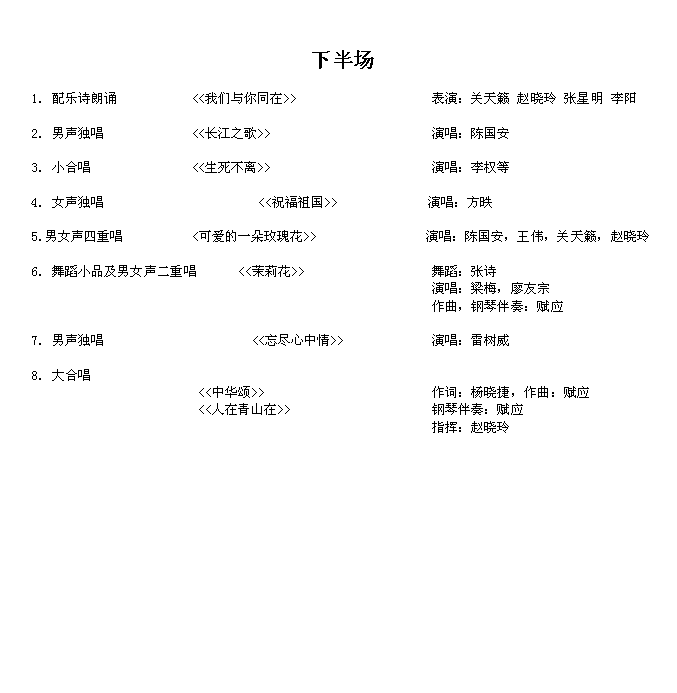 下半场
1. 配乐诗朗诵 <<我们与你同在>> 表演: 关天籁 赵晓玲 张星明 李阳
2. 男声独唱 <<长江之歌>> 演唱: 陈国安
3. 小合唱 <<生死不离>> 演唱: 李权等
4. 女声独唱 <<祝福祖国>> 演唱: 方昳
5.男女声四重唱 <可爱的一朵玫瑰花>> 演唱: 陈国安, 王伟, 关天籁, 赵晓玲
6. 舞蹈小品及男女声二重唱 <<茉莉花>> 舞蹈: 张诗
演唱: 梁梅, 廖友宗
作曲, 钢琴伴奏: 赋应
7. 男声独唱 <<忘尽心中情>> 演唱: 雷树威
8. 大合唱
<<中华颂>> 作词: 杨晓捷, 作曲: 赋应
<<人在青山在>> 钢琴伴奏: 赋应
指挥: 赵晓玲